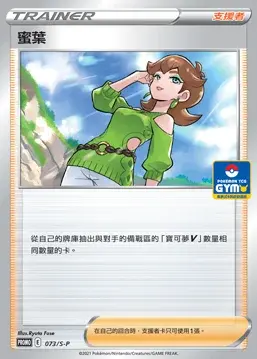 TRAINER
支援者
蜜葉
POKÉMON TCG
GYM
從自己的牌庫抽出與對手的備戰區的「寶可夢V」數量相
同數量的卡。
Illus. Ryota Fose
PROMO E 073/S-P
在自己的回合時，支援者卡只可使用1張。
©2021 Pokémon/Nintendo/Creatures/GAME FREAK.